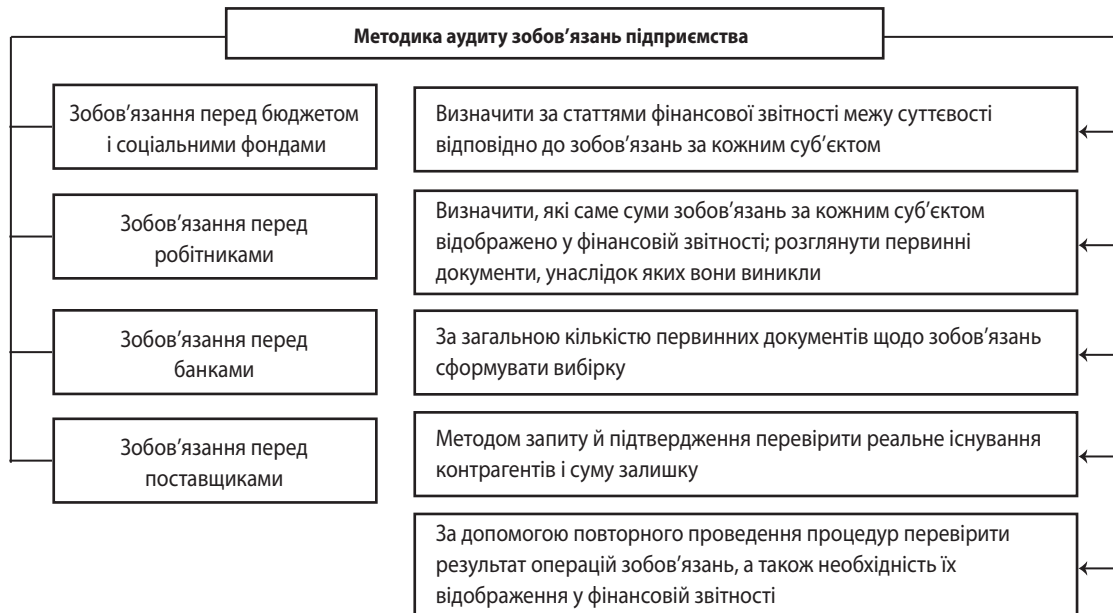 Методика аудиту зобов’язань підприємства
Зобов’язання перед бюджетом
і соціальними фондами
Зобов’язання перед
робітниками
Зобов’язання перед
банками
Зобов’язання перед
поставщиками
Визначити за статтями фінансової звітності межу суттєвості
відповідно до зобов’язань за кожним суб’єктом
Визначити, які саме суми зобов’язань за кожним суб’єктом
відображено у фінансовій звітності; розглянути первинні
документи, унаслідок яких вони виникли
За загальною кількістю первинних документів щодо зобов’язань
сформувати вибірку
Методом запиту й підтвердження перевірити реальне існування
контрагентів і суму залишку
За допомогою повторного проведення процедур перевірити
результат операцій зобов’язань, а також необхідність їх
відображення у фінансовій звітності